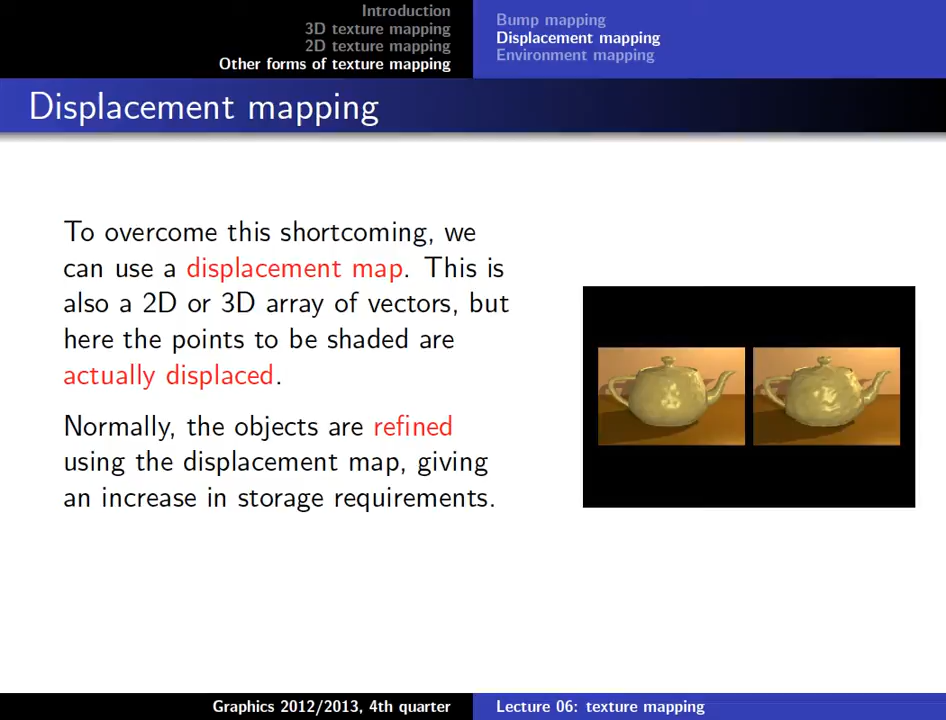 Introduction
3D texture mapping
2D texture mapping
Other forms of texture mapping
Bump mapping
Displacement mapping
Environment mapping
Displacement mapping
To overcome this shortcoming, we
can use a displacement map. This is
also a 2D or 3D array of vectors, but
here the points to be shaded are
actually displaced.
Normally, the objects are refined
using the displacement map, giving
an increase in storage requirements.
Graphics 2012/2013, 4th quarter
Lecture 06: texture mapping